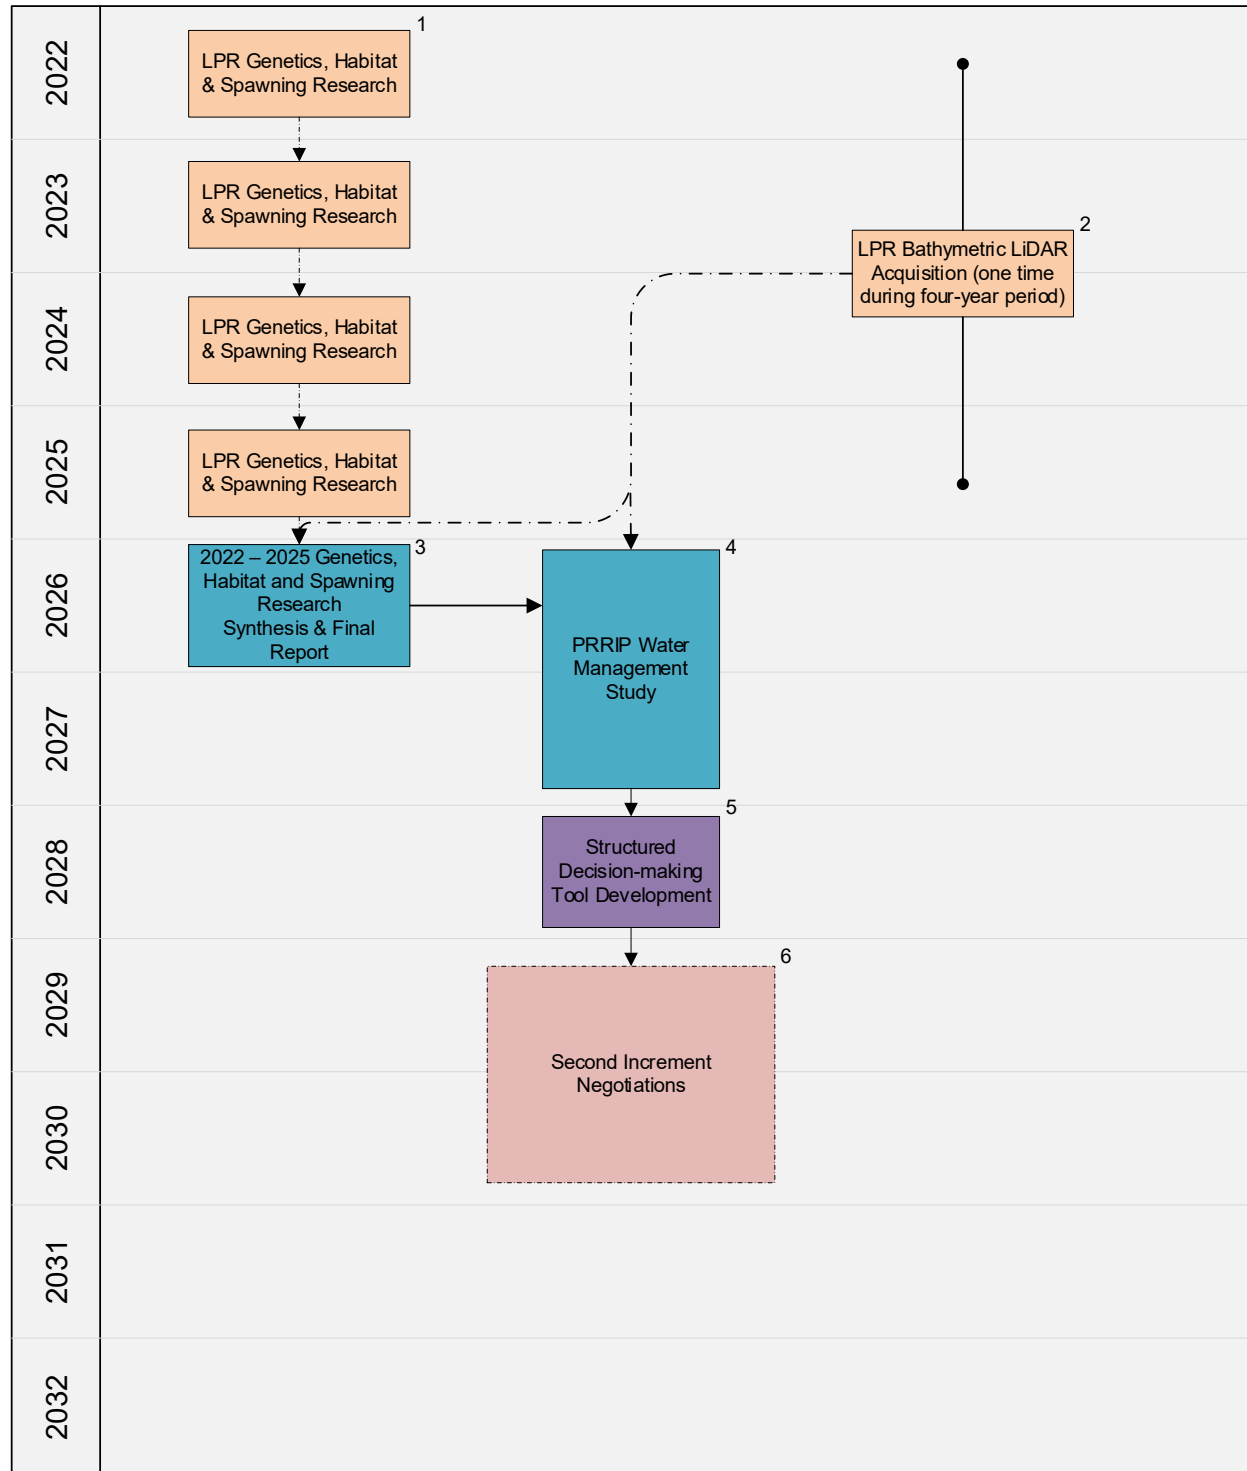 2022
1
LPR Genetics, Habitat
& Spawning Research
2023
LPR Genetics, Habitat
& Spawning Research
2
LPR Bathymetric LiDAR
Acquisition (one time
during four-year period)
2024
LPR Genetics, Habitat
& Spawning Research
2025
LPR Genetics, Habitat
& Spawning Research
2026
3
2022 – 2025 Genetics,
Habitat and Spawning
Research
Synthesis & Final
Report
4
PRRIP Water
Management
Study
2027
2028
5
Structured
Decision-making
Tool Development
2029
6
Second Increment
Negotiations
2030
2031
2032